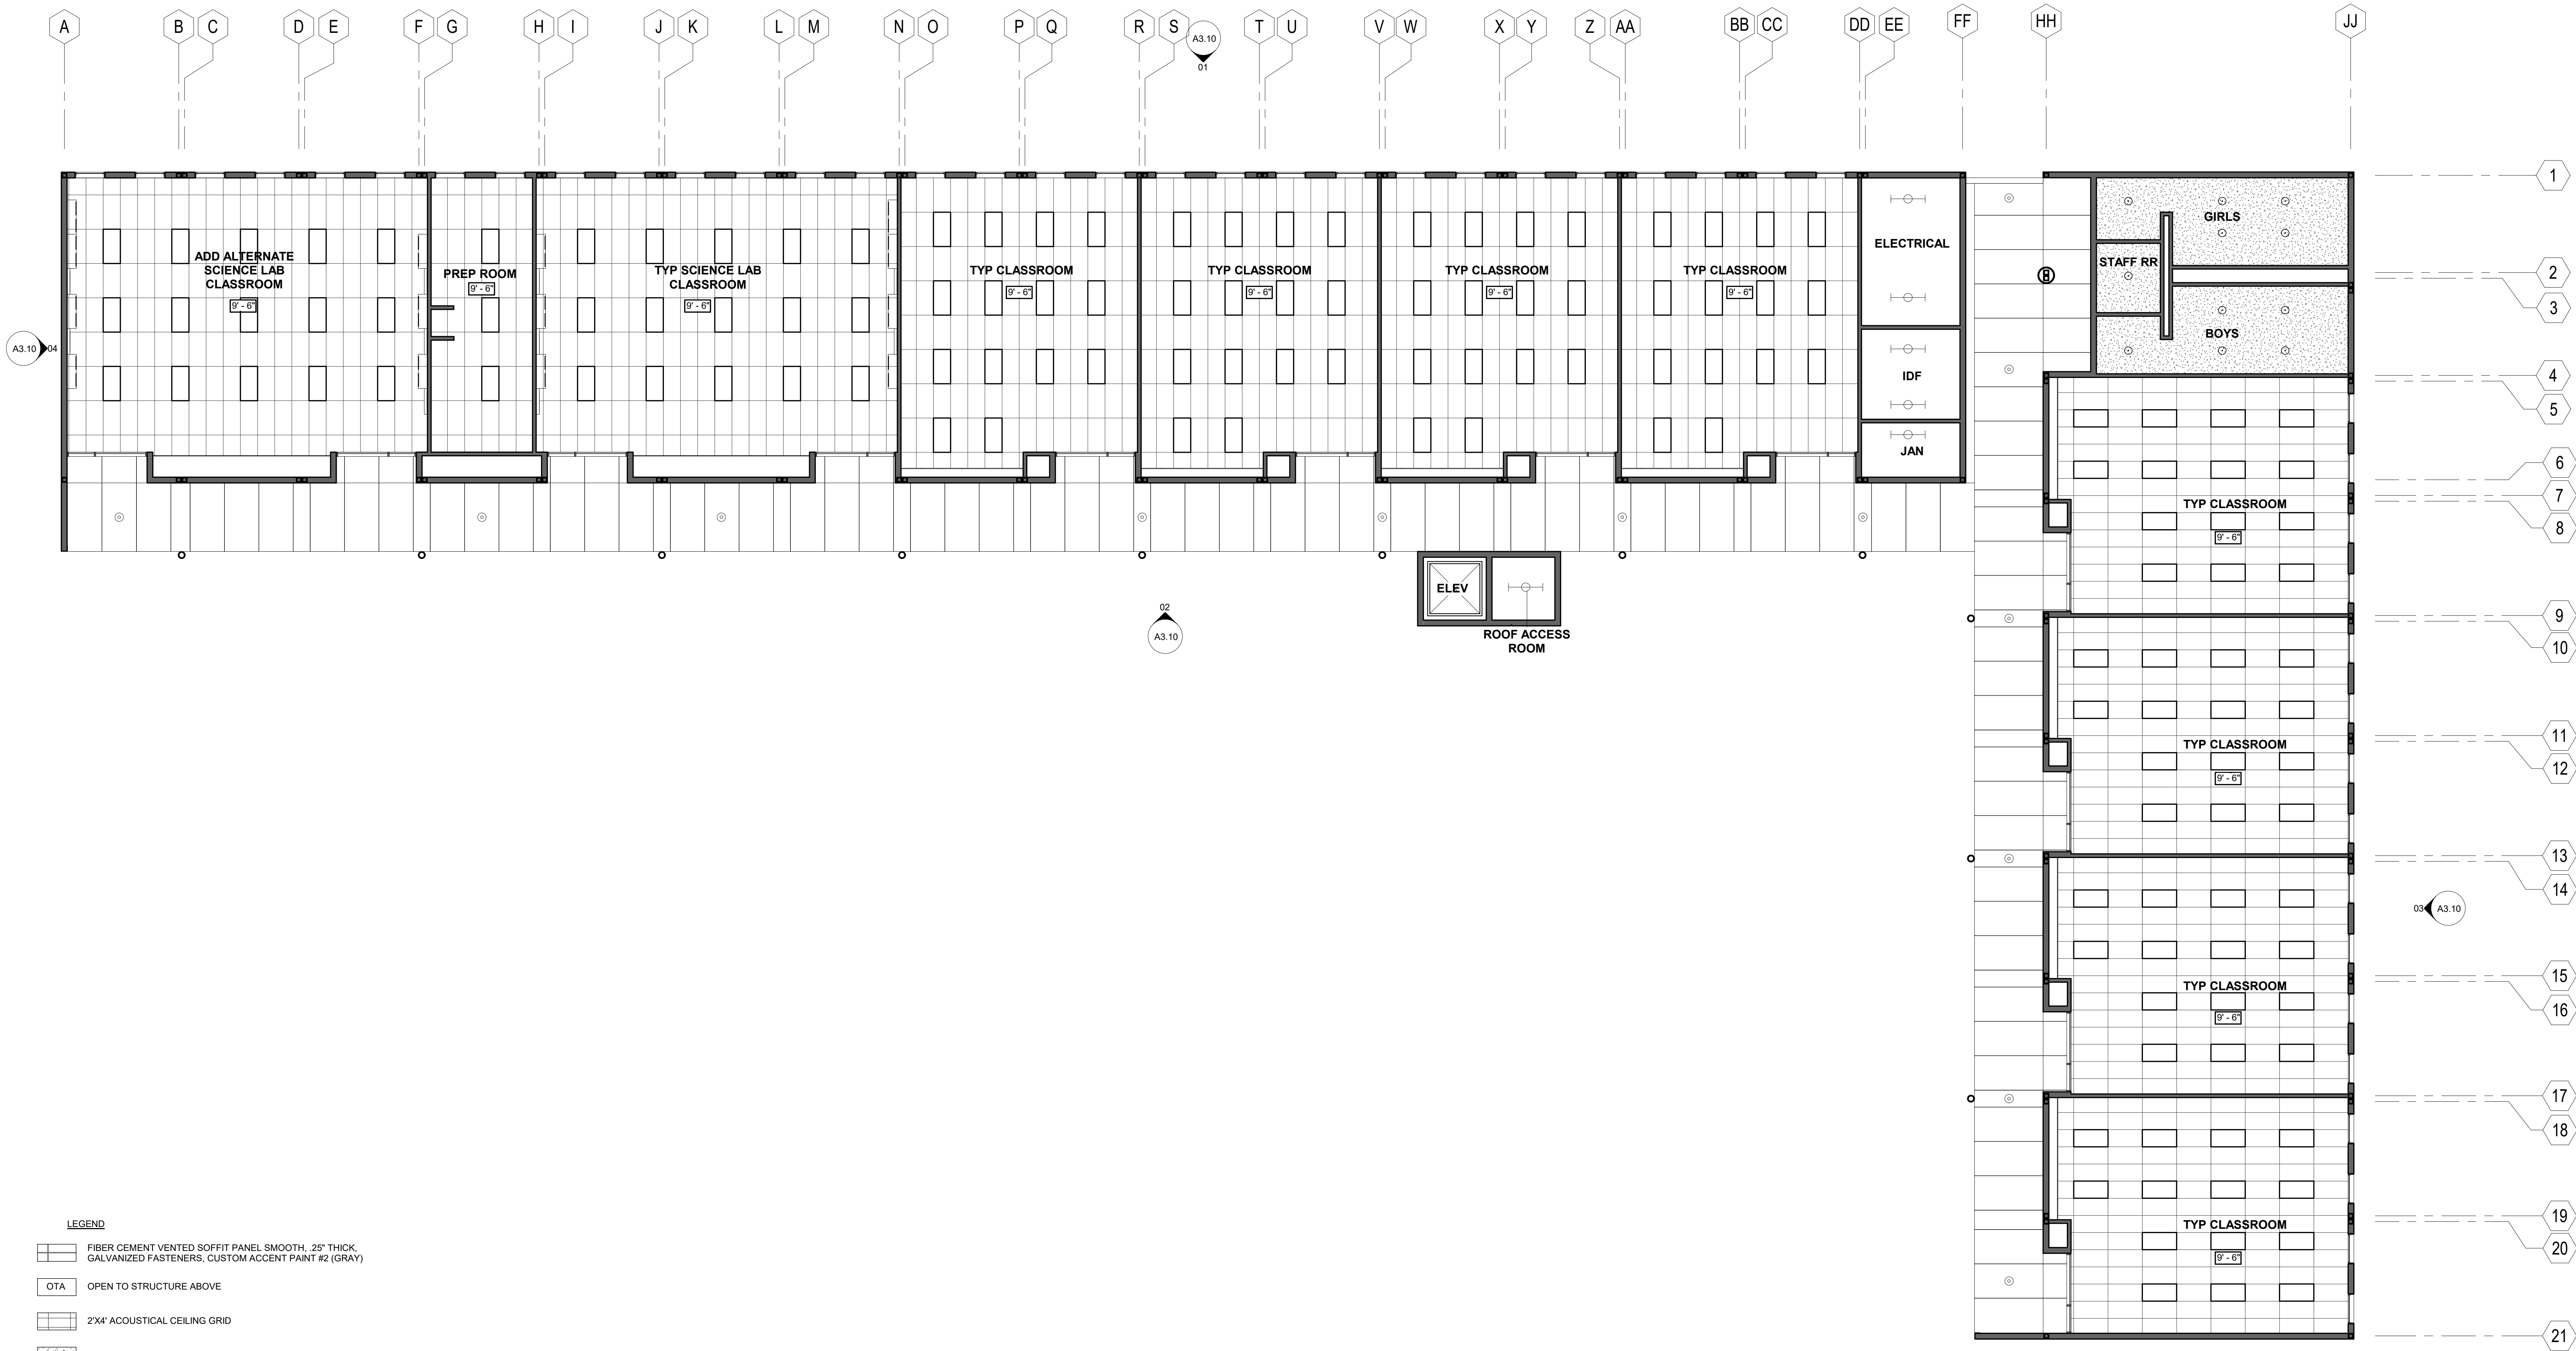 A B C D E F G H I J K L M N O P Q R S T U V W X Y Z AA BB CC DD EE FF HH JJ
A3.10
01
1
GIRLS
ELECTRICAL
ADD ALTERNATE
SCIENCE LAB
CLASSROOM
9' - 6"
PREP ROOM
9' - 6"
TYP SCIENCE LAB
CLASSROOM
9' - 6"
TYP CLASSROOM
9' - 6"
TYP CLASSROOM
9' - 6"
TYP CLASSROOM
9' - 6"
TYP CLASSROOM
9' - 6"
STAFF RR
2
3
BOYS
A3.10
04
IDF
4
5
JAN
6
7
TYP CLASSROOM
9' - 6"
8
ELEV
02
A3.10
ROOF ACCESS
ROOM
9
10
11
TYP CLASSROOM
9' - 6"
12
13
14
03
A3.10
15
TYP CLASSROOM
9' - 6"
16
17
18
19
TYP CLASSROOM
9' - 6"
20
21
LEGEND
FIBER CEMENT VENTED SOFFIT PANEL SMOOTH, .25" THICK,
GALVANIZED FASTENERS, CUSTOM ACCENT PAINT #2 (GRAY)
OTA OPEN TO STRUCTURE ABOVE
2'X4' ACOUSTICAL CEILING GRID